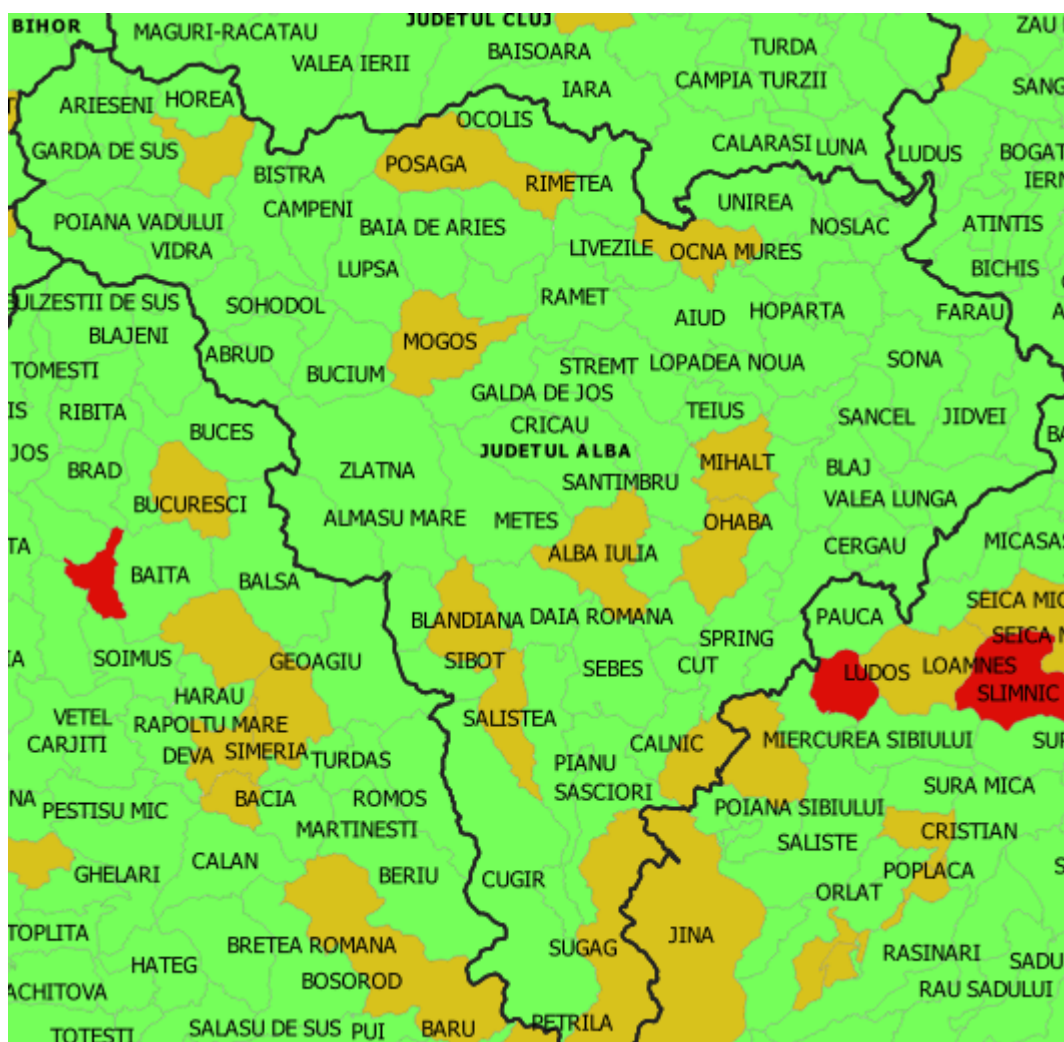 JUDETUL CLUJ
BIHOR
MAGURI-RACATAU
ZAU
VALEA IERII
BAISOARA
TURDA
IARA
CAMPIA TURZII
SANG
ARIESENI
HOREA
OCOLIS
GARDA DE SUS
CALARASI
LUNA
LUDUS
BOGAT
POSAGA
BISTRA
RIMETEA
IERN
CAMPENI
UNIREA
POIANA VADULUI
BAIA DE ARIES
NOSLAC
ATINTIS
VIDRA
LIVEZILE
OCNA MURES
LUPSA
BICHIS
ULZESTII DE SUS
SOHODOL
RAMET
AIUD
HOPARTA
FARAU
A
BLAJENI
MOGOS
ABRUD
TOMESTI
BUCIUM
STREMT
LOPADEA NOUA
SONA
GALDA DE JOS
IS
RIBITA
TEIUS
SANCEL
JIDVEI
BUCES
CRICAU
BA
JOS
JUDETUL ALBA
BRAD
ZLATNA
MIHALT
BLAJ
SANTIMBRU
BUCURESCI
VALEA LUNGA
ALMASU MARE
METES
OHABA
TA
ALBA IULIA
CERGAU
MICASAS
BAITA
BALSA
SEICA MIC
BLANDIANA
DAIA ROMANA
PAUCA
SPRING
SEICA M
IA
SOIMUS
GEOAGIU
SIBOT
SEBES
CUT
LUDOS
LOAMNES
HARAU
SLIMNIC
VETEL
RAPOLTU MARE
SALISTEA
CARJITI
DEVA
SIMERIA
TURDAS
CALNIC
MIERCUREA SIBIULUI
SUR
PIANU
NA
PESTISU MIC
BACIA
ROMOS
SASCIORI
SURA MICA
POIANA SIBIULUI
MARTINESTI
SALISTE
CRISTIAN
CALAN
GHELARI
BERIU
CUGIR
POPLACA
S
ORLAT
TOPLITA
BRETEA ROMANA
SUGAG
JINA
HATEG
BOSOROD
RASINARI
SADU
ACHITOVA
RAU SADULUI
TOTESTI
SALASU DE SUS
PUI
BARU
PETRILA